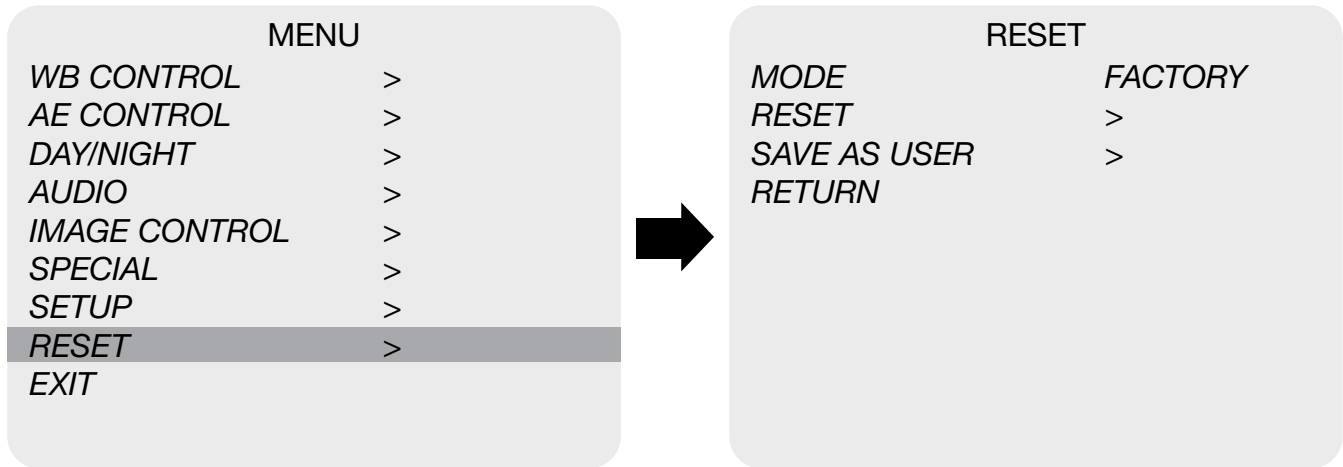 MENU
WB CONTROL >
AE CONTROL >
DAY/NIGHT >
AUDIO >
IMAGE CONTROL >
SPECIAL >
SETUP >
RESET >
EXIT
RESET
MODE FACTORY
RESET >
SAVE AS USER >
RETURN